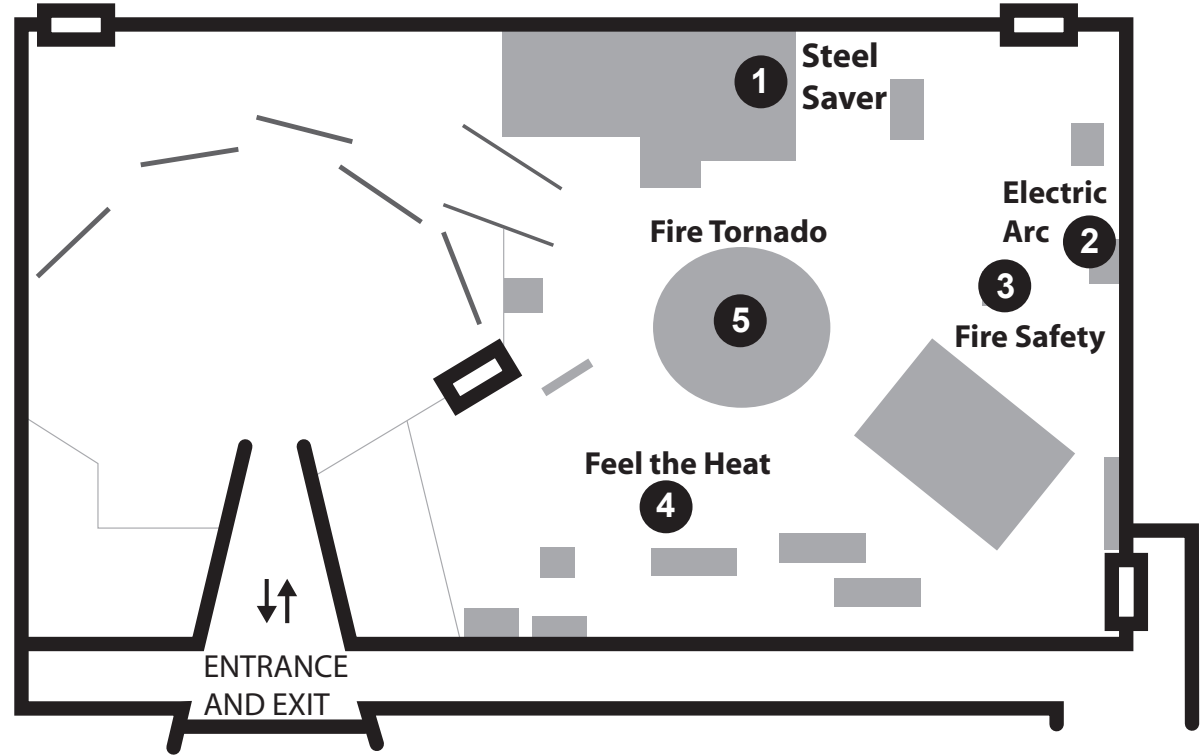 1
Steel
Saver
Electric
Arc
2
Fire Tornado
3
5
Fire Safety
Feel the Heat
4
ENTRANCE
AND EXIT